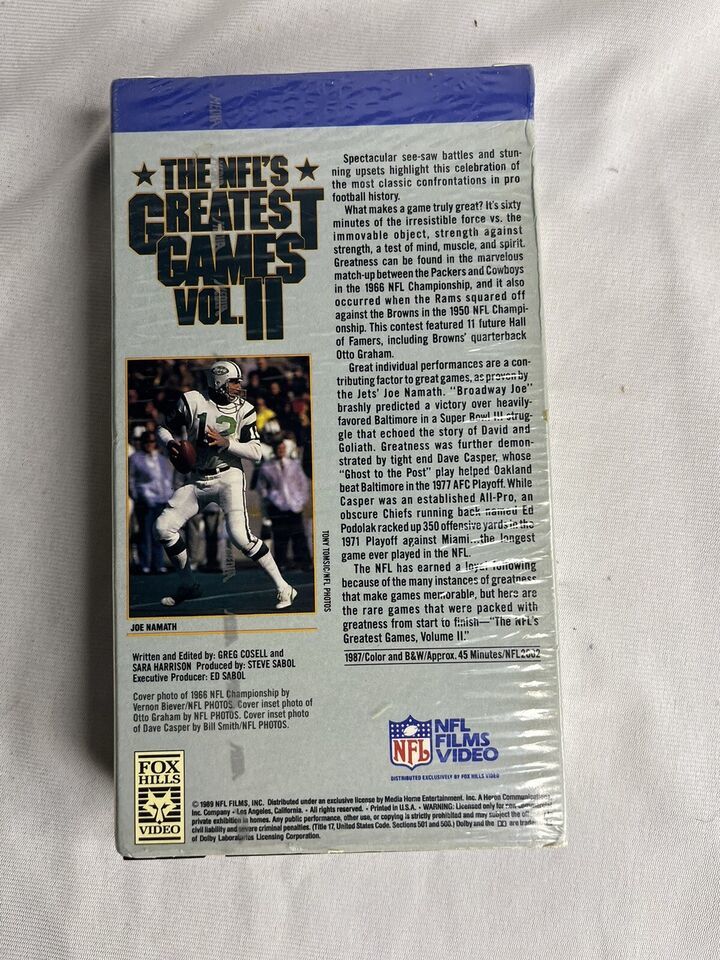 THE NFL'S
GREATEST
GAMES
VOL. II
Spectacular see-saw battles and stun-
ning upsets highlight this celebration of
the most classic confrontations in pro
football history.
What makes a game truly great? It's sixty
minutes of the irresistible force vs. the
immovable object, strength against
strength, a test of mind, muscle, and spirit.
Greatness can be found in the marvelous
match-up between the Packers and Cowboys
in the 1966 NFL Championship, and it also
occurred when the Rams squared off
against the Browns in the 1950 NFL Champi-
onship. This contest featured 11 future Hall
of Famers, including Browns' quarterback
Otto Graham.
Great individual performances are a con-
tributing factor to great games, as proven by
the Jets' Joe Namath. "Broadway Joe"
brashly predicted a victory over heavily-
favored Baltimore in a Super Bowl III strug-
gle that echoed the story of David and
Goliath. Greatness was further demon-
strated by tight end Dave Casper, whose
"Ghost to the Post" play helped Oakland
beat Baltimore in the 1977 AFC Playoff. While
Casper was an established All-Pro, an
obscure Chiefs running back named Ed
Podolak racked up 350 offensive yards in the
1971 Playoff against Miami...the longest
game ever played in the NFL.
The NFL has earned a loyal following
because of the many instances of greatness
that make games memorable, but here are
the rare games that were packed with
greatness from start to finish—"The NFL's
Greatest Games, Volume II."
1987/Color and B&W/Approx. 45 Minutes/NFL2002
12
TONY TOMSIC/NFL PHOTOS
JOE NAMATH
Written and Edited by: GREG COSELL and
SARA HARRISON Produced by: STEVE SABOL
Executive Producer: ED SABOL
Cover photo of 1966 NFL Championship by
Vernon Biever/NFL PHOTOS. Cover inset photo of
Otto Graham by NFL PHOTOS. Cover inset photo
of Dave Casper by Bill Smith/NFL PHOTOS.
NFL
NFL
FILMS
VIDEO
DISTRIBUTED EXCLUSIVELY BY FOX HILLS VIDEO
FOX
HILLS
VIDEO
© 1989 NFL FILMS, INC. Distributed under an exclusive license by Media Home Entertainment, Inc. A Heron Communications,
Inc. Company • Los Angeles, California. • All rights reserved. • Printed in U.S.A. • WARNING: Licensed only for non-commercial
private exhibition in homes. Any public performance, other use, or copying is strictly prohibited and may subject the
civil liability and severe criminal penalties. (Title 17, United States Code, Sections 501 and 506.) Dolby and the are
of Dolby Laboratories Licensing Corporation.